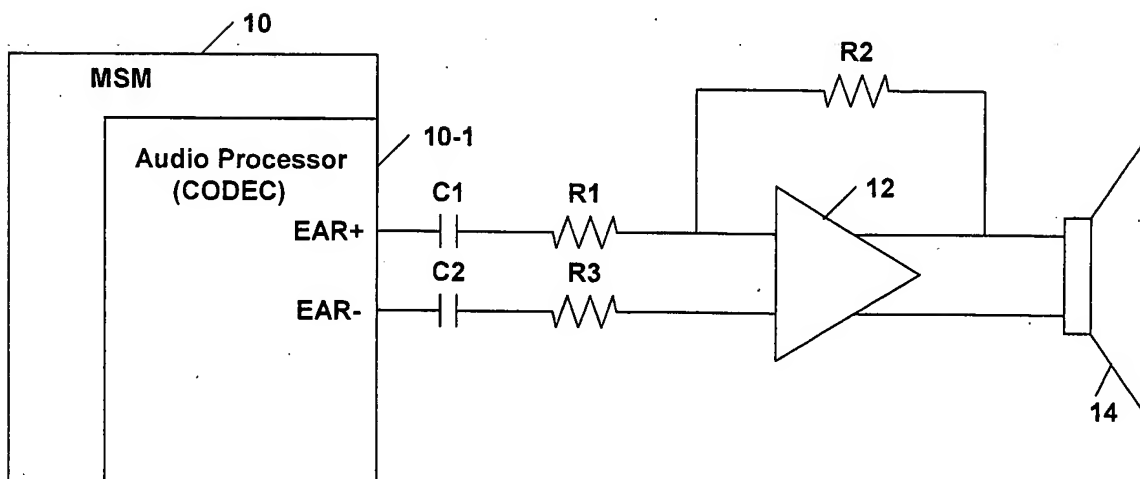 10
MSM
10-1
Audio Processor
(CODEC)
EAR+
EAR-
C1
R1
C2
R3
R2
12
14